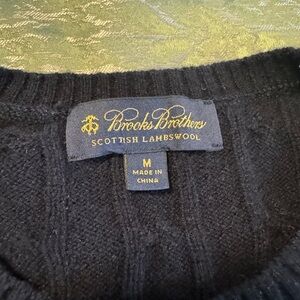 Brooks Brothers
SCOTTISH LAMBSWOOL
M
MADE IN
CHINA